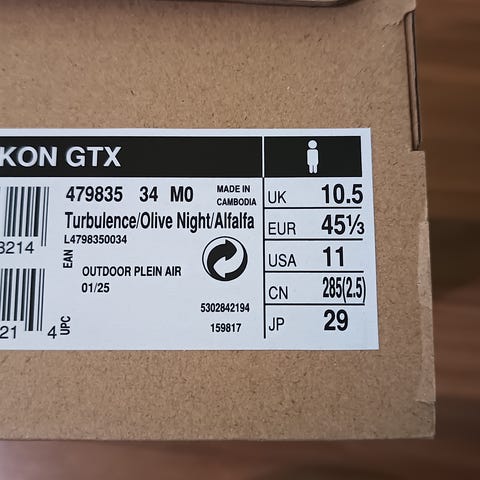 KON GTX
479835 34 M0
MADE IN
CAMBODIA
Turbulence/Olive Night/Alfalfa
L4798350034
3214
EAN
OUTDOOR PLEIN AIR
01/25
5302842194
159817
21 4
UPC
UK 10.5
EUR 45⅓
USA 11
CN 285(2.5)
JP 29